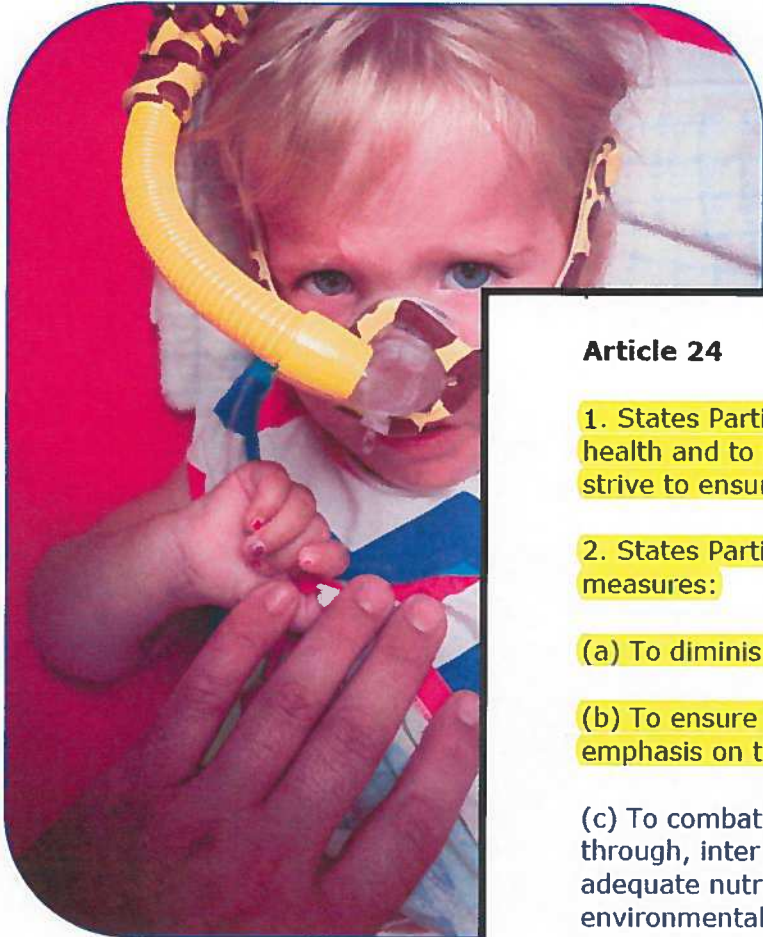 Article 24
1. States Parti
health and to
strive to ensu
2. States Parti
measures:
(a) To diminis
(b) To ensure
emphasis on t
(c) To combat
through, inter
adequate nutr
environmental